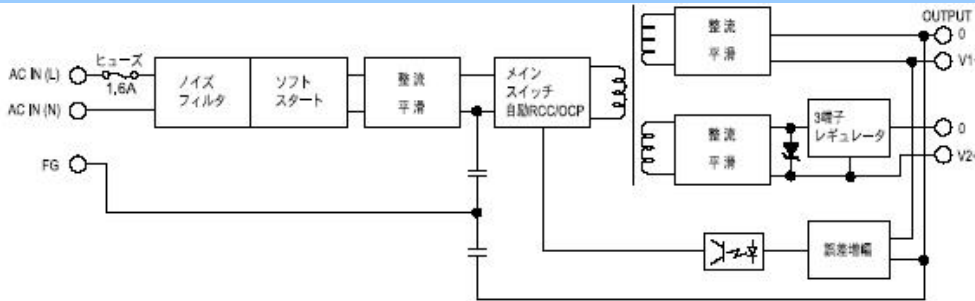 OUTPUT
0
V1
AC IN (L)
ヒューズ
1.6A
AC IN (N)
FG
ノイズ
フィルタ
ソフト
スタート
整流
平滑
メイン
スイッチ
自励RCC/OCP
整流
平滑
整流
平滑
3端子
レギュレータ
0
V2
誤差増幅